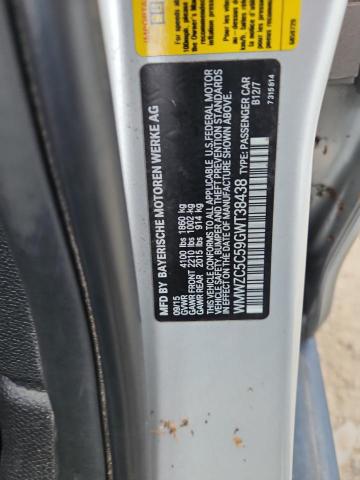 MFD BY BAYERISCHE MOTOREN WERKE AG
09/15
GVWR 4100 lbs 1860 kg
GAWR FRONT 2210 lbs 1002 kg
GAWR REAR 2015 lbs 914 kg
THIS VEHICLE CONFORMS TO ALL APPLICABLE U.S.FEDERAL MOTOR
VEHICLE SAFETY, BUMPER, AND THEFT PREVENTION STANDARDS
IN EFFECT ON THE DATE OF MANUFACTURE SHOWN ABOVE.
WMWZC5C59GWT39438 TYPE: PASSENGER CAR
B12/7
7 315 814